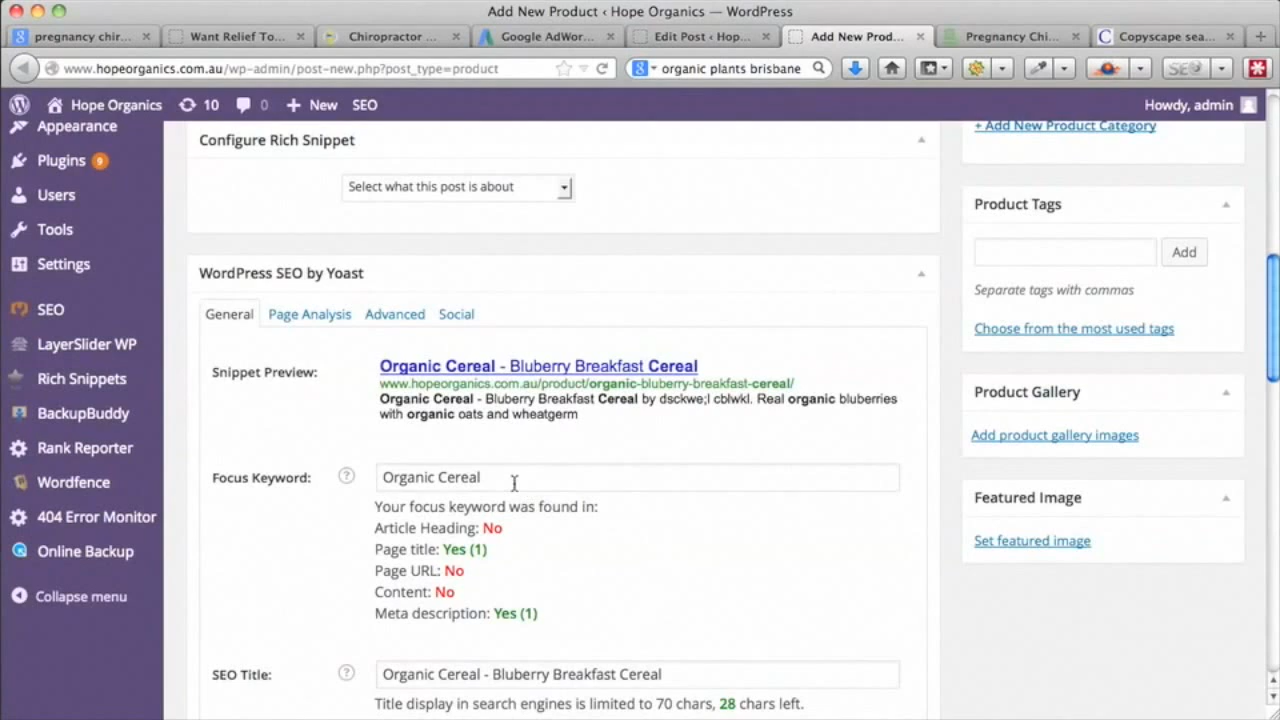 Add New Product ‹ Hope Organics — WordPress
pregnancy chir... Want Relief To... Chiropractor ... Google AdWor... Edit Post ‹ Hop... Add New Prod... Pregnancy Chi... Copyscape sea...
www.hopeorganics.com.au/wp-admin/post-new.php?post_type=product
organic plants brisbane
SEO
Hope Organics 10 0 New SEO
Howdy, admin
Appearance
Plugins 9
Users
Tools
Settings
SEO
LayerSlider WP
Rich Snippets
BackupBuddy
Rank Reporter
Wordfence
404 Error Monitor
Online Backup
Collapse menu
Configure Rich Snippet
Select what this post is about
WordPress SEO by Yoast
General Page Analysis Advanced Social
Snippet Preview:
Organic Cereal - Bluberry Breakfast Cereal
www.hopeorganics.com.au/product/organic-bluberry-breakfast-cereal/
Organic Cereal - Bluberry Breakfast Cereal by dsckwe;l cblwkl. Real organic bluberries
with organic oats and wheatgerm
Focus Keyword: ? Organic Cereal
Your focus keyword was found in:
Article Heading: No
Page title: Yes (1)
Page URL: No
Content: No
Meta description: Yes (1)
SEO Title: ? Organic Cereal - Bluberry Breakfast Cereal
Title display in search engines is limited to 70 chars, 28 chars left.
+ Add New Product Category
Product Tags
Add
Separate tags with commas
Choose from the most used tags
Product Gallery
Add product gallery images
Featured Image
Set featured image